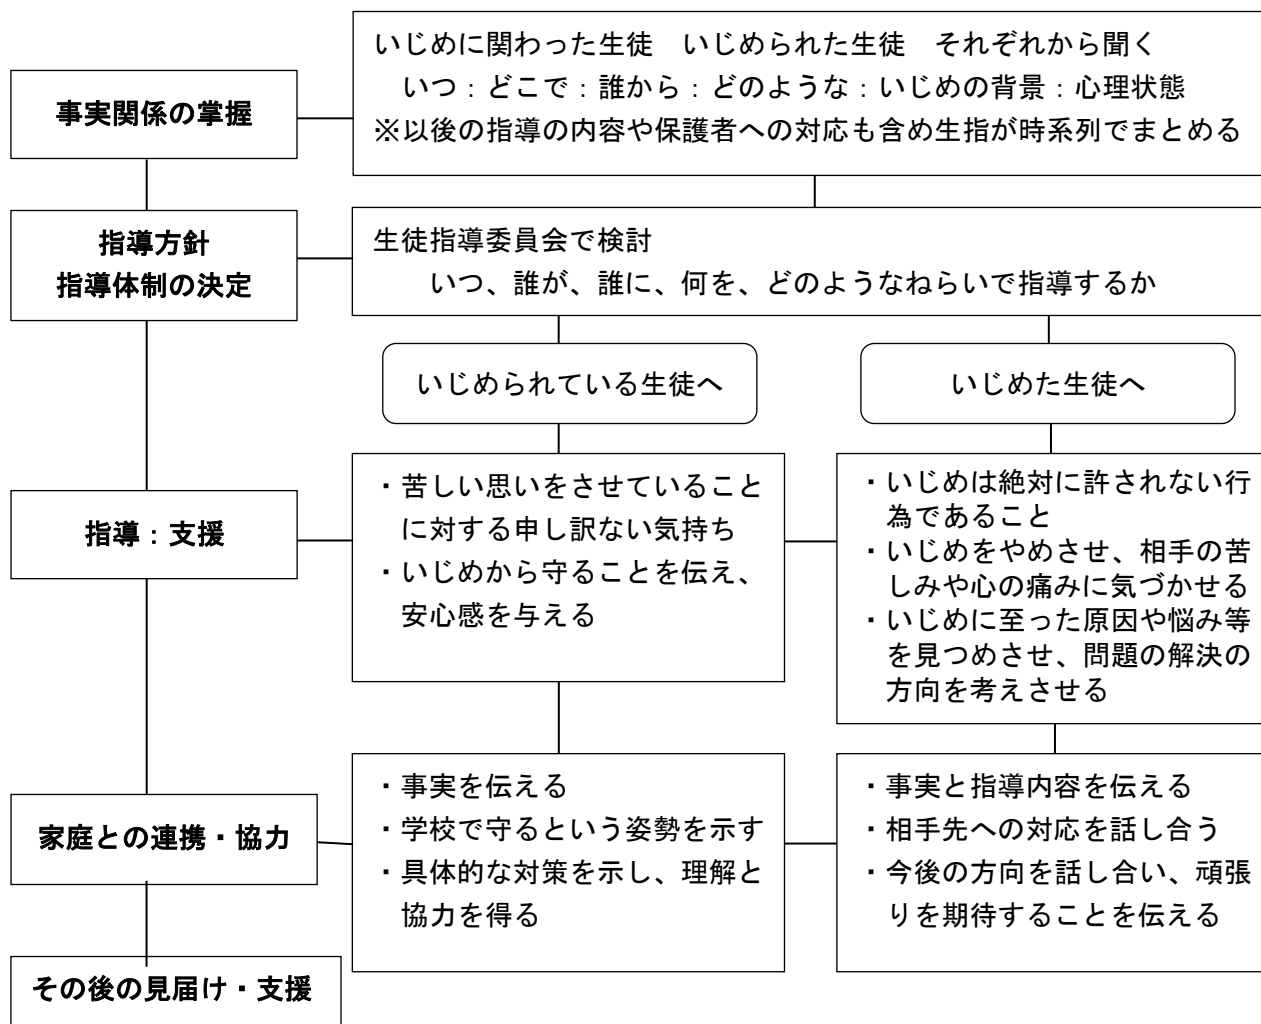 事実関係の掌握
いじめに関わった生徒　いじめられた生徒　それぞれから聞く
いつ：どこで：誰から：どのような：いじめの背景：心理状態
※以後の指導の内容や保護者への対応も含め生指が時系列でまとめる
指導方針
指導体制の決定
生徒指導委員会で検討
いつ、誰が、誰に、何を、どのようなねらいで指導するか
いじめられている生徒へ
いじめた生徒へ
指導：支援
・苦しい思いをさせていること
に対する申し訳ない気持ち
・いじめから守ることを伝え、
安心感を与える
・いじめは絶対に許されない行
為であること
・いじめをやめさせ、相手の苦
しみや心の痛みに気づかせる
・いじめに至った原因や悩み等
を見つめさせ、問題の解決の
方向を考えさせる
家庭との連携・協力
・事実を伝える
・学校で守るという姿勢を示す
・具体的な対策を示し、理解と
協力を得る
・事実と指導内容を伝える
・相手先への対応を話し合う
・今後の方向を話し合い、頑張
りを期待することを伝える
その後の見届け・支援